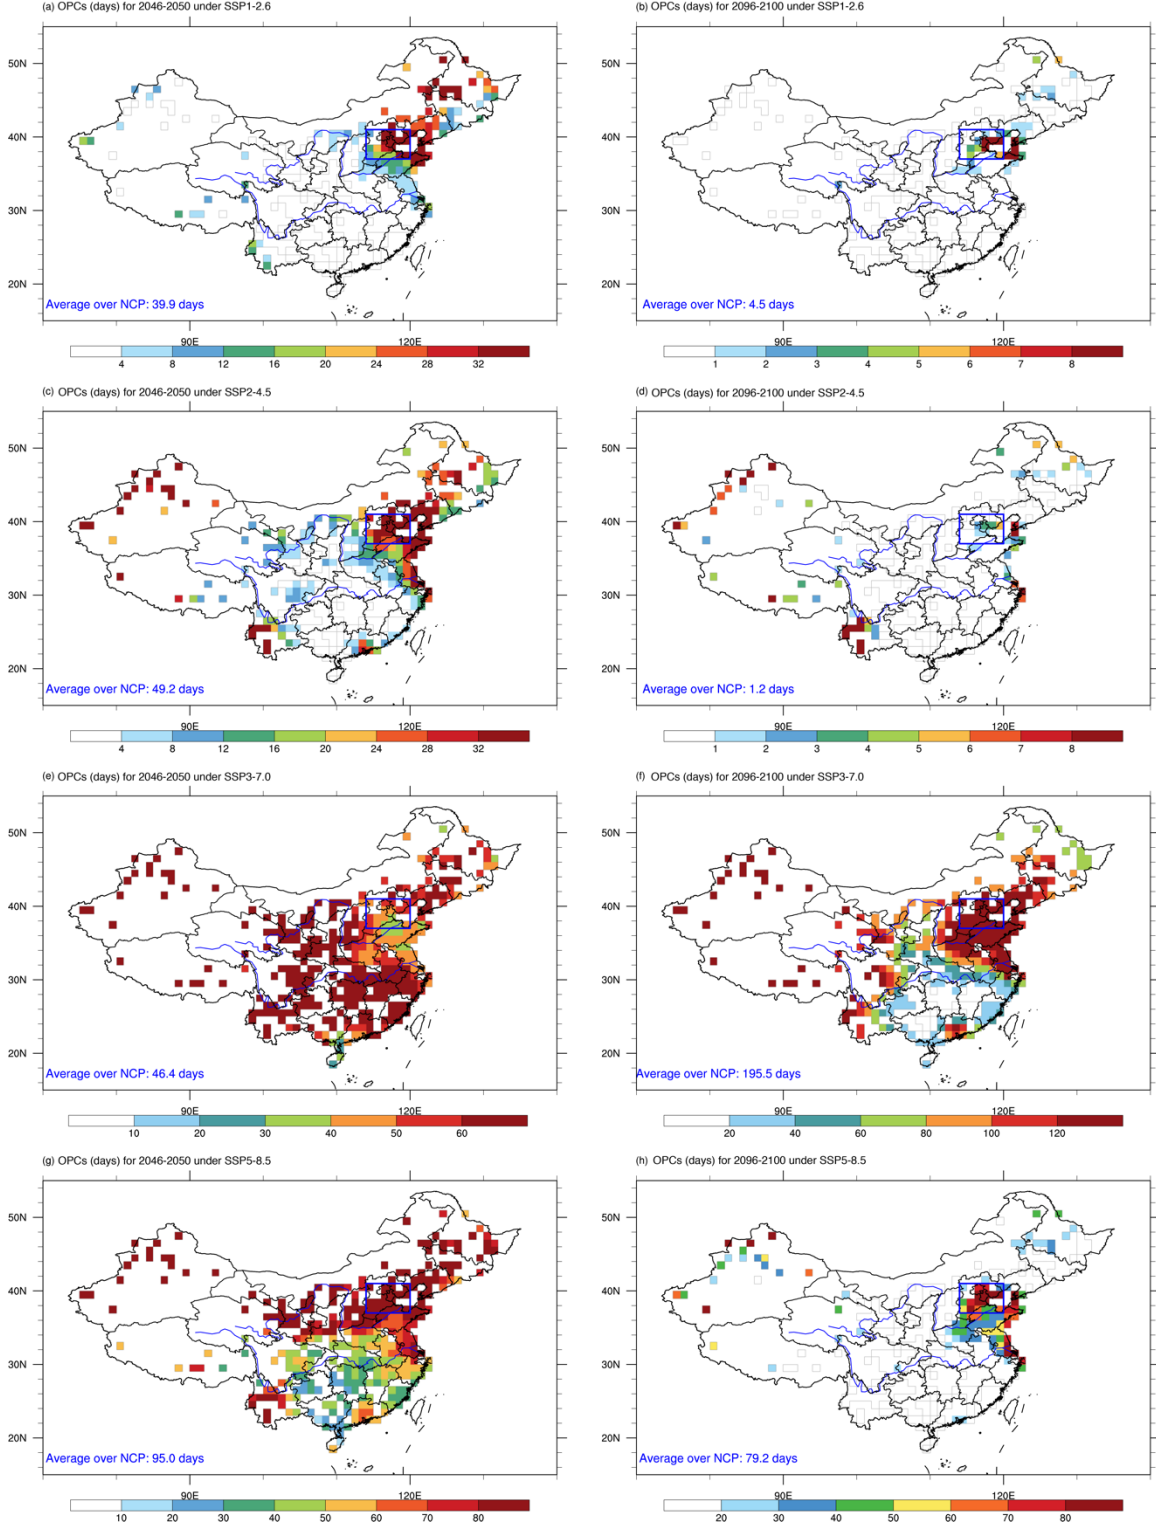 (a) OPCs (days) for 2046-2050 under SSP1-2.6
50N
40N
30N
20N
Average over NCP: 39.9 days
90E 120E
4 8 12 16 20 24 28 32
(b) OPCs (days) for 2096-2100 under SSP1-2.6
50N
40N
30N
20N
Average over NCP: 4.5 days
90E 120E
1 2 3 4 5 6 7 8
(c) OPCs (days) for 2046-2050 under SSP2-4.5
50N
40N
30N
20N
Average over NCP: 49.2 days
90E 120E
4 8 12 16 20 24 28 32
(d) OPCs (days) for 2096-2100 under SSP2-4.5
50N
40N
30N
20N
Average over NCP: 1.2 days
90E 120E
1 2 3 4 5 6 7 8
(e) OPCs (days) for 2046-2050 under SSP3-7.0
50N
40N
30N
20N
Average over NCP: 46.4 days
90E 120E
10 20 30 40 50 60
(f) OPCs (days) for 2096-2100 under SSP3-7.0
50N
40N
30N
20N
Average over NCP: 195.5 days
90E 120E
20 40 60 80 100 120
(g) OPCs (days) for 2046-2050 under SSP5-8.5
50N
40N
30N
20N
Average over NCP: 95.0 days
90E 120E
10 20 30 40 50 60 70 80
(h) OPCs (days) for 2096-2100 under SSP5-8.5
50N
40N
30N
20N
Average over NCP: 79.2 days
90E 120E
20 30 40 50 60 70 80